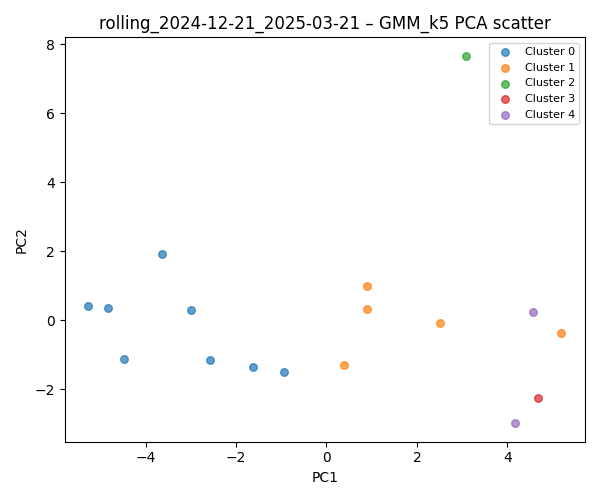 rolling_2024-12-21_2025-03-21 – GMM_k5 PCA scatter
Cluster 0
Cluster 1
Cluster 2
Cluster 3
Cluster 4
8
6
4
2
0
−2
PC2
−4
−2
0
2
4
PC1